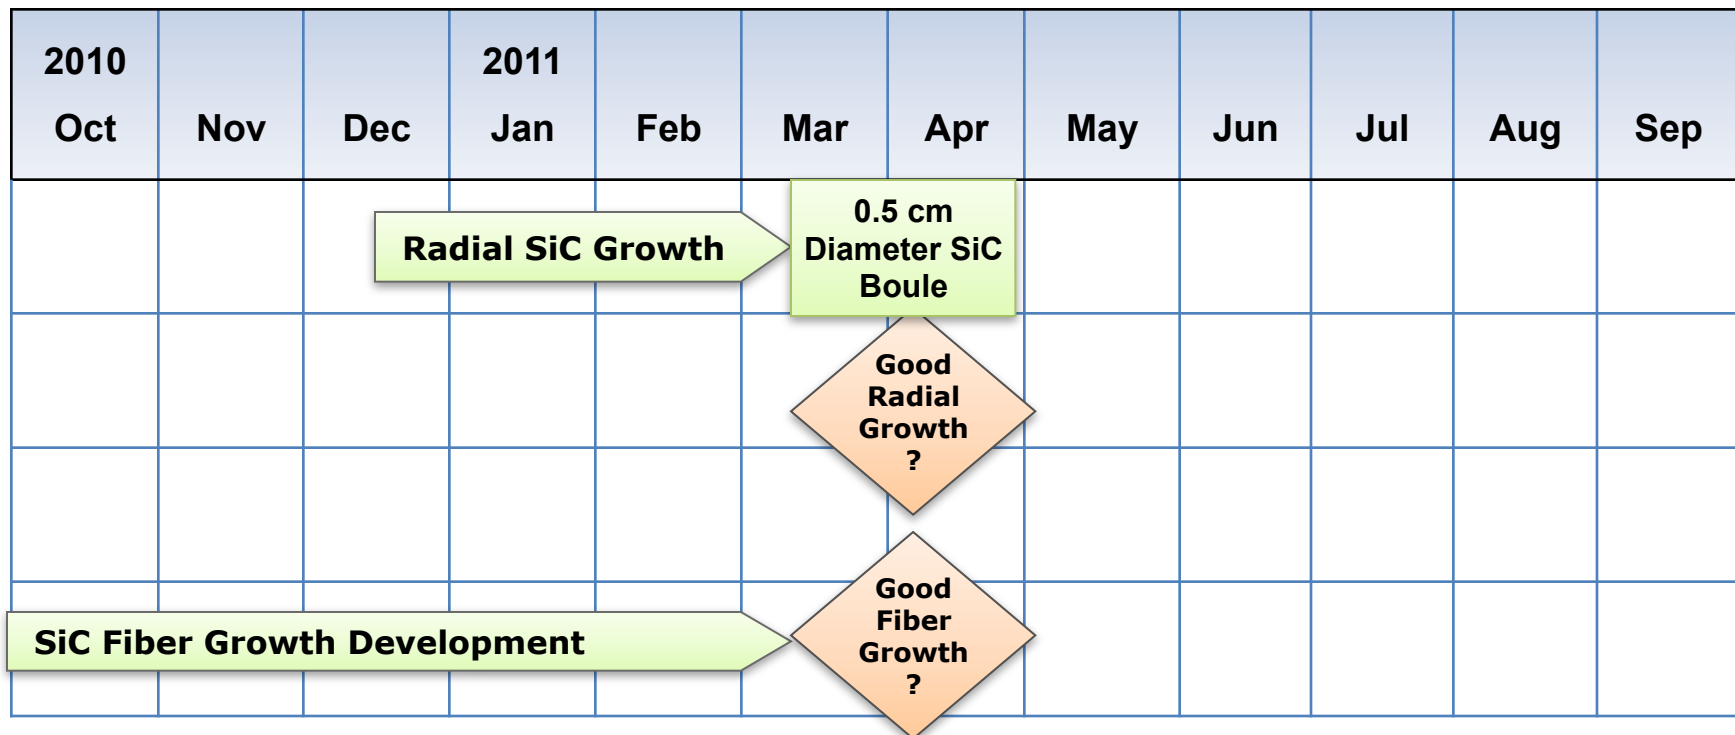 2010 2011
Oct Nov Dec Jan Feb Mar Apr May Jun Jul Aug Sep
Radial SiC Growth
0.5 cm
Diameter SiC
Boule
Good
Radial
Growth
?
SiC Fiber Growth Development
Good
Fiber
Growth
?